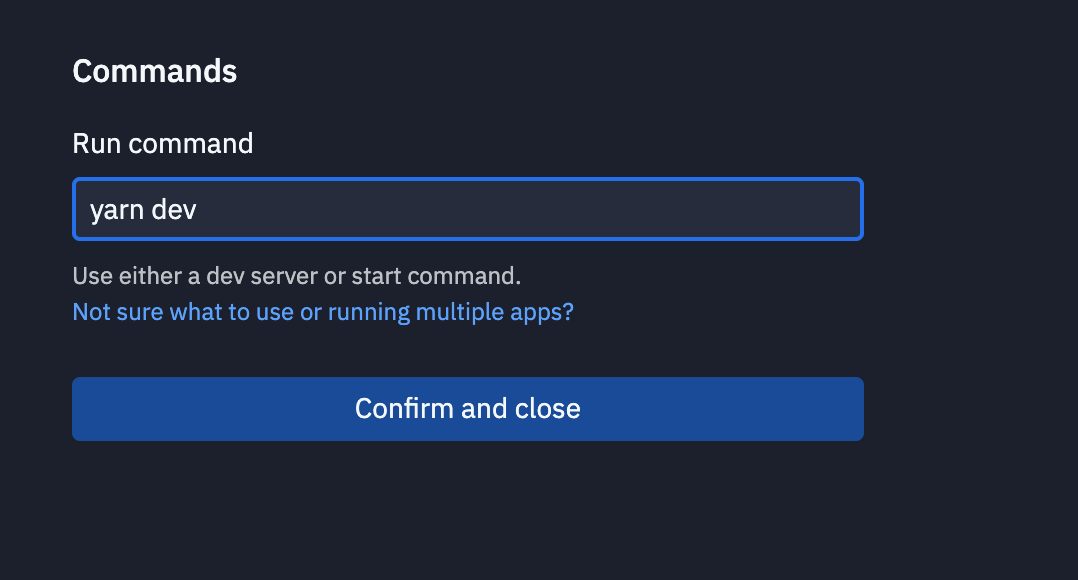 Commands
Run command
yarn dev
Use either a dev server or start command.
Not sure what to use or running multiple apps?
Confirm and close